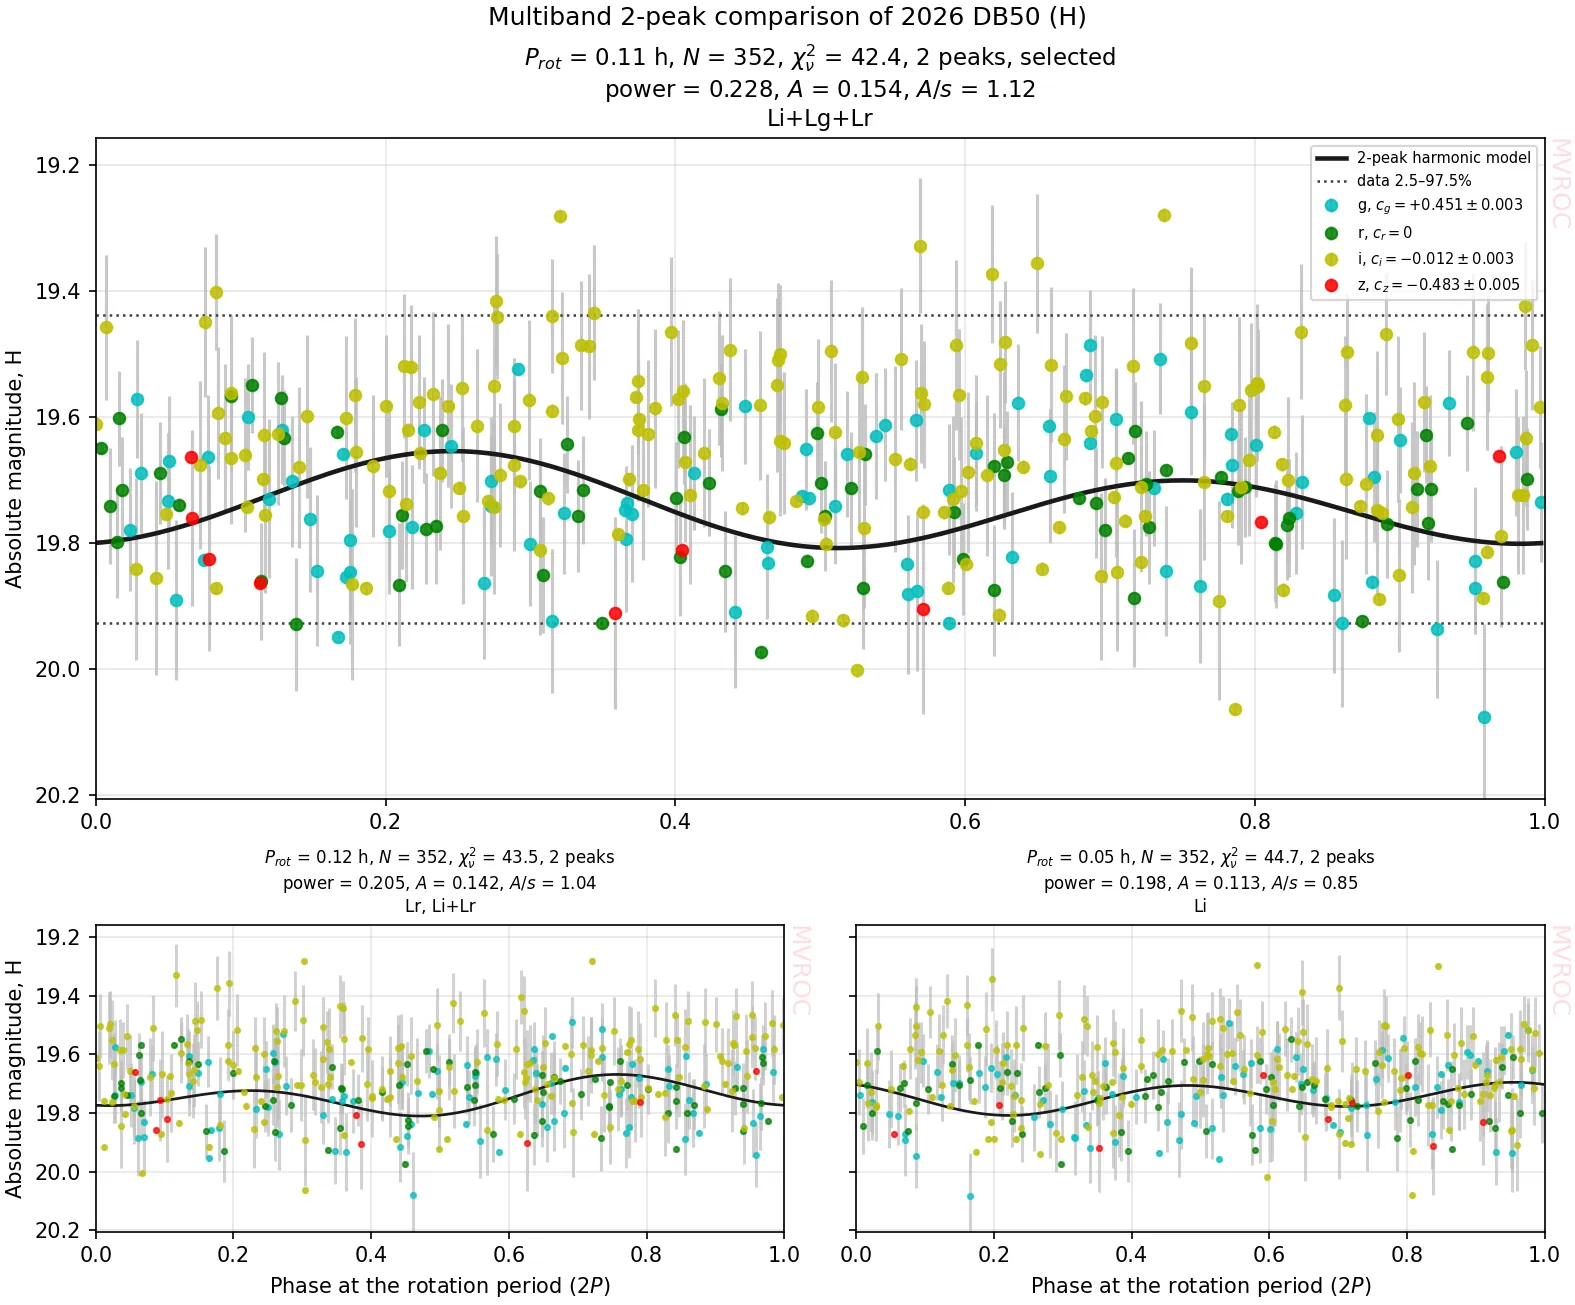 Multiband 2-peak comparison of 2026 DB50 (H)
P_rot = 0.11 h, N = 352, χ²_ν = 42.4, 2 peaks, selected
power = 0.228, A = 0.154, A/s = 1.12
Li+Lg+Lr
2-peak harmonic model
data 2.5–97.5%
g, c_g = +0.451 ± 0.003
r, c_r = 0
i, c_i = −0.012 ± 0.003
z, c_z = −0.483 ± 0.005
MVROC
Absolute magnitude, H
19.2
19.4
19.6
19.8
20.0
20.2
0.0 0.2 0.4 0.6 0.8 1.0
P_rot = 0.12 h, N = 352, χ²_ν = 43.5, 2 peaks
power = 0.205, A = 0.142, A/s = 1.04
Lr, Li+Lr
MVROC
Absolute magnitude, H
19.2
19.4
19.6
19.8
20.0
20.2
0.0 0.2 0.4 0.6 0.8 1.0
Phase at the rotation period (2P)
P_rot = 0.05 h, N = 352, χ²_ν = 44.7, 2 peaks
power = 0.198, A = 0.113, A/s = 0.85
Li
MVROC
0.0 0.2 0.4 0.6 0.8 1.0
Phase at the rotation period (2P)